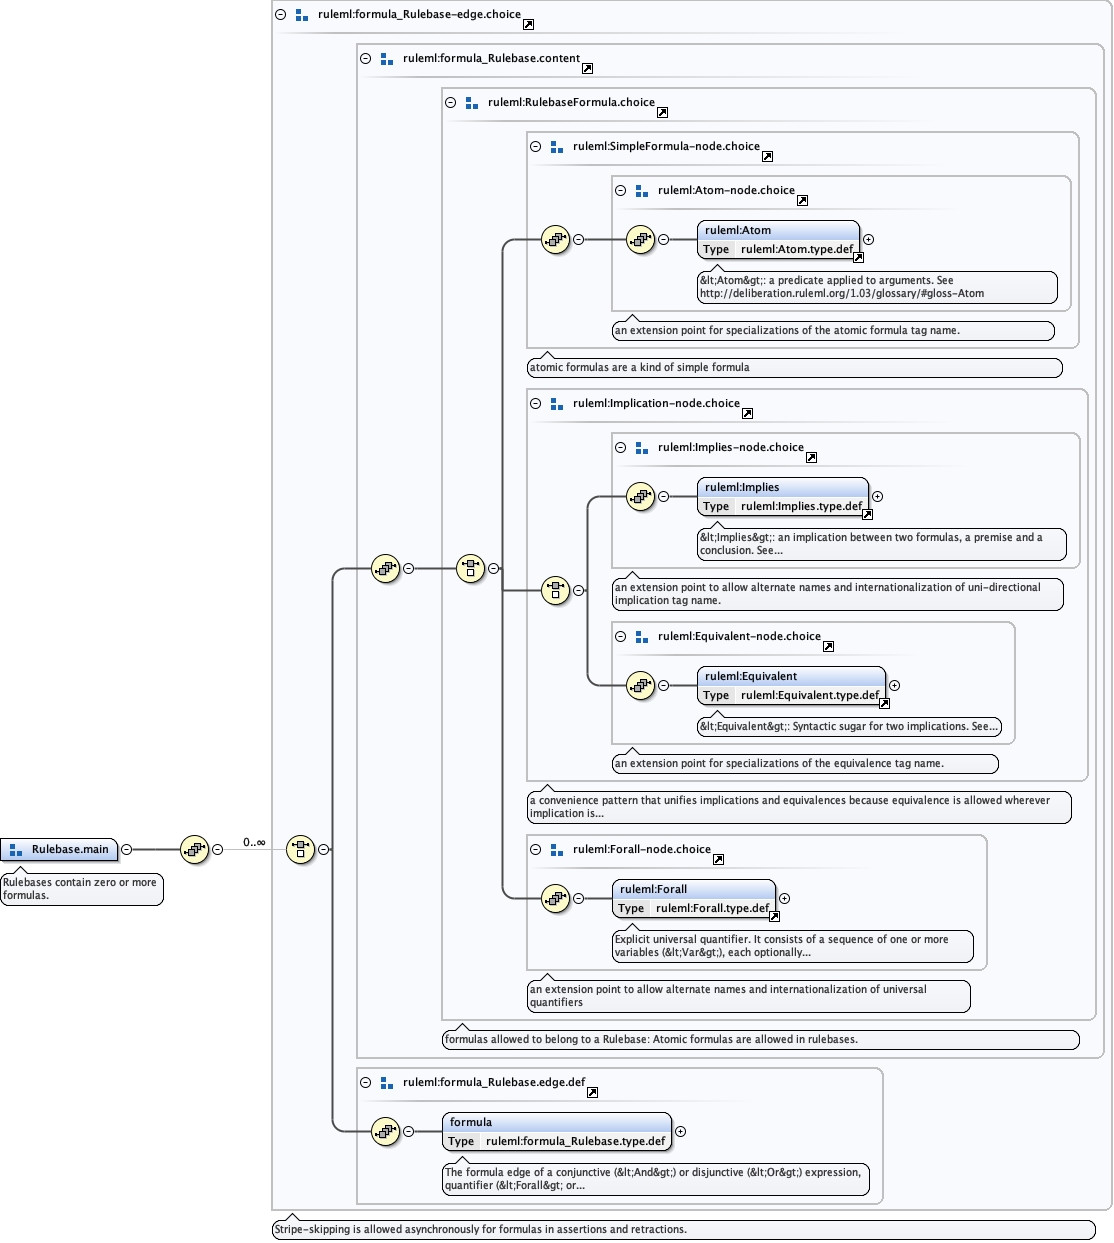 ruleml:formula_Rulebase-edge.choice
ruleml:formula_Rulebase.content
ruleml:RulebaseFormula.choice
ruleml:SimpleFormula-node.choice
ruleml:Atom-node.choice
ruleml:Atom
Type ruleml:Atom.type.def
&lt;Atom&gt;: a predicate applied to arguments. See
http://deliberation.ruleml.org/1.03/glossary/#gloss-Atom
an extension point for specializations of the atomic formula tag name.
atomic formulas are a kind of simple formula
ruleml:Implication-node.choice
ruleml:Implies-node.choice
ruleml:Implies
Type ruleml:Implies.type.def
&lt;Implies&gt;: an implication between two formulas, a premise and a
conclusion. See...
an extension point to allow alternate names and internationalization of uni-directional
implication tag name.
ruleml:Equivalent-node.choice
ruleml:Equivalent
Type ruleml:Equivalent.type.def
&lt;Equivalent&gt;: Syntactic sugar for two implications. See...
an extension point for specializations of the equivalence tag name.
a convenience pattern that unifies implications and equivalences because equivalence is allowed wherever
implication is...
Rulebase.main
0..∞
Rulebases contain zero or more
formulas.
ruleml:Forall-node.choice
ruleml:Forall
Type ruleml:Forall.type.def
Explicit universal quantifier. It consists of a sequence of one or more
variables (&lt;Var&gt;), each optionally...
an extension point to allow alternate names and internationalization of universal
quantifiers
formulas allowed to belong to a Rulebase: Atomic formulas are allowed in rulebases.
ruleml:formula_Rulebase.edge.def
formula
Type ruleml:formula_Rulebase.type.def
The formula edge of a conjunctive (&lt;And&gt;) or disjunctive (&lt;Or&gt;) expression,
quantifier (&lt;Forall&gt; or...
Stripe-skipping is allowed asynchronously for formulas in assertions and retractions.